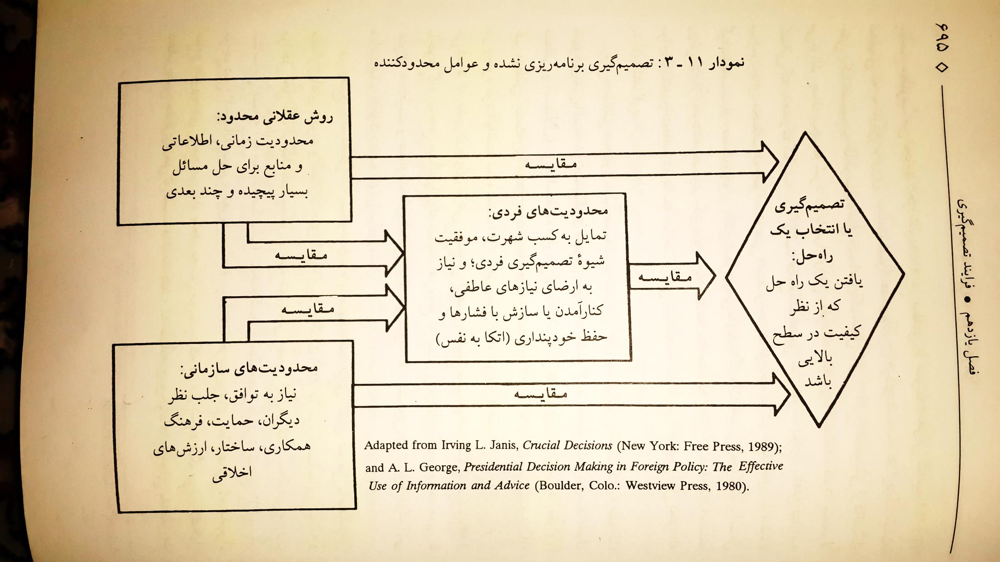 ۶۹۵ ◇
فصل یازدهم ● فرایند تصمیم‌گیری
نمودار ۱۱ ـ ۳: تصمیم‌گیری برنامه‌ریزی نشده و عوامل محدودکننده
روش عقلانی محدود:
محدودیت زمانی، اطلاعاتی
و منابع برای حل مسائل
بسیار پیچیده و چند بعدی
مقایسه
مقایسه
محدودیت‌های فردی:
تمایل به کسب شهرت، موفقیت
شیوهٔ تصمیم‌گیری فردی؛ و نیاز
به ارضای نیازهای عاطفی،
کنارآمدن یا سازش با فشارها و
حفظ خودپنداری (اتکا به نفس)
مقایسه
مقایسه
تصمیم‌گیری
یا انتخاب یک
راه‌حل:
یافتن یک راه حل
که از نظر
کیفیت در سطح
بالایی
باشد
محدودیت‌های سازمانی:
نیاز به توافق، جلب نظر
دیگران، حمایت، فرهنگ
همکاری، ساختار، ارزش‌های
اخلاقی
مقایسه
Adapted from Irving L. Janis, Crucial Decisions (New York: Free Press, 1989);
and A. L. George, Presidential Decision Making in Foreign Policy: The Effective
Use of Information and Advice (Boulder, Colo.: Westview Press, 1980).